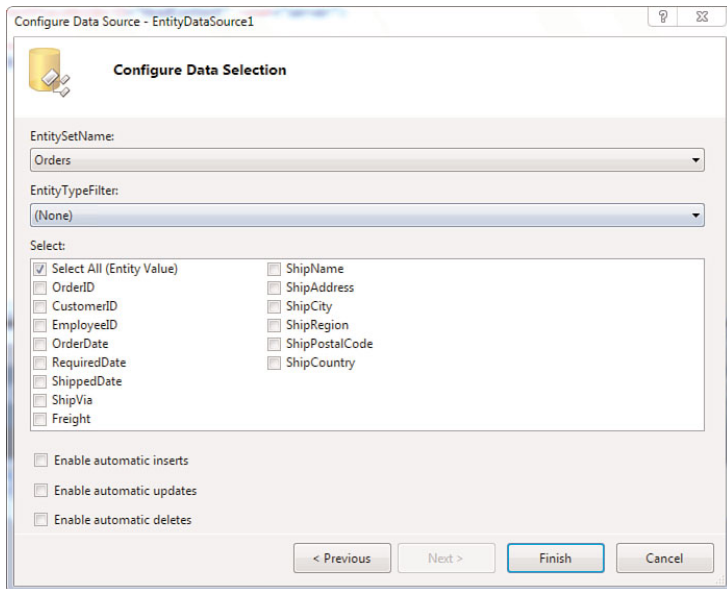 Configure Data Source - EntityDataSource1
Configure Data Selection
EntitySetName:
Orders
EntityTypeFilter:
(None)
Select:
Select All (Entity Value)
OrderID
CustomerID
EmployeeID
OrderDate
RequiredDate
ShippedDate
ShipVia
Freight
ShipName
ShipAddress
ShipCity
ShipRegion
ShipPostalCode
ShipCountry
Enable automatic inserts
Enable automatic updates
Enable automatic deletes
< Previous
Next >
Finish
Cancel